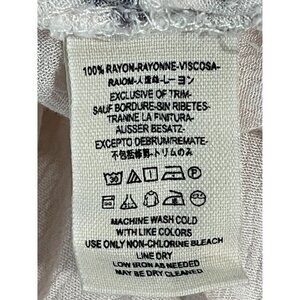 100% RAYON-RAYONNE-VISCOSA-
RAION-人造絲-レーヨン
EXCLUSIVE OF TRIM-
SAUF BORDURE-SIN RIBETES-
TRANNE LA FINITURA-
AUSSER BESATZ-
EXCEPTO DEBRUM/REMATE-
不包括修剪-トリムのみ
MACHINE WASH COLD
WITH LIKE COLORS
USE ONLY NON-CHLORINE BLEACH
LINE DRY
LOW IRON AS NEEDED
MAY BE DRY CLEANED